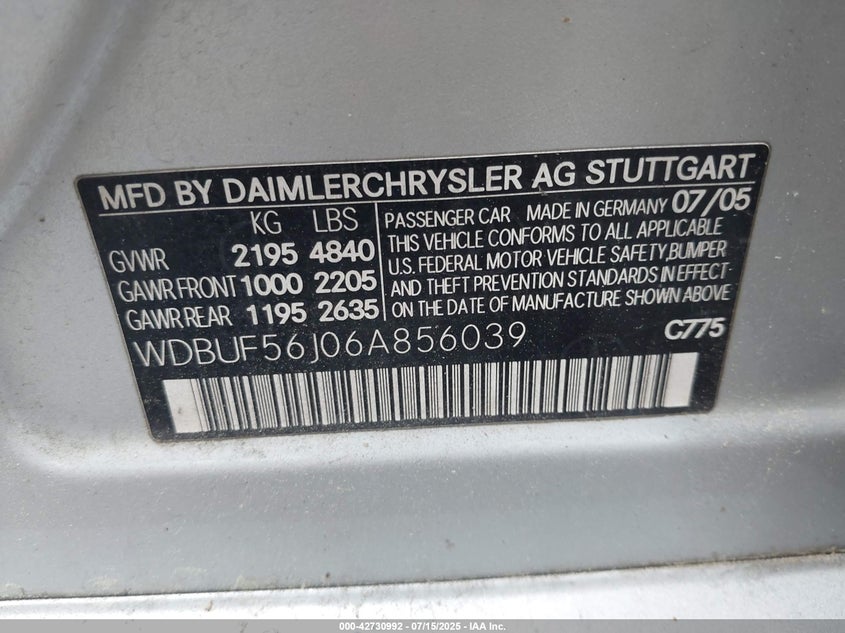 MFD BY DAIMLERCHRYSLER AG STUTTGART
KG LBS
GVWR 2195 4840
GAWR FRONT 1000 2205
GAWR REAR 1195 2635
PASSENGER CAR MADE IN GERMANY 07/05
THIS VEHICLE CONFORMS TO ALL APPLICABLE
U.S. FEDERAL MOTOR VEHICLE SAFETY, BUMPER
AND THEFT PREVENTION STANDARDS IN EFFECT
ON THE DATE OF MANUFACTURE SHOWN ABOVE
WDBUF56J06A856039
C775
000-42730992 - 07/15/2025 - IAA Inc.